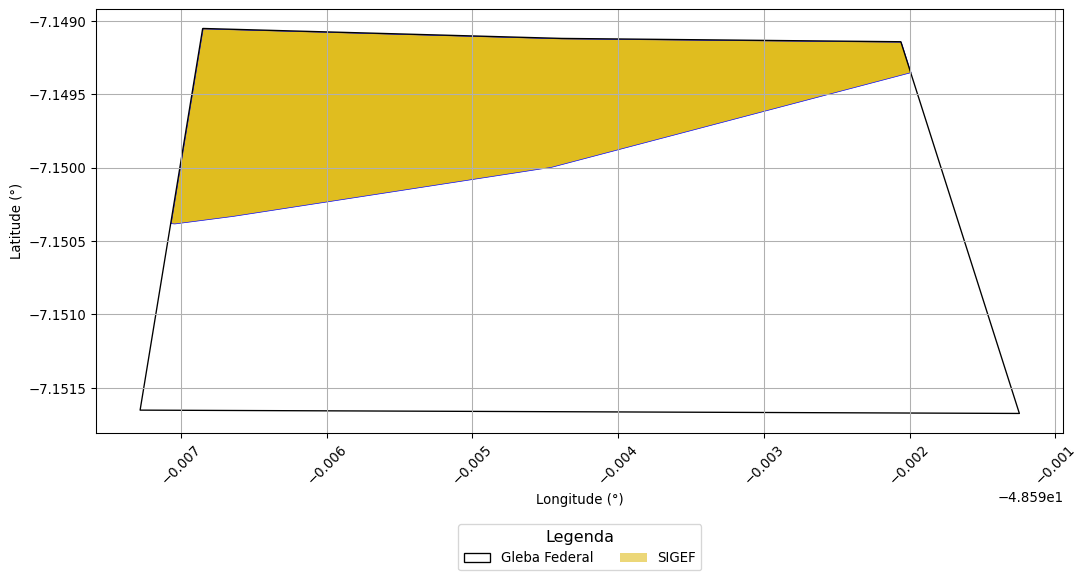 −7.1490
−7.1495
−7.1500
−7.1505
−7.1510
−7.1515
Latitude (°)
−0.007
−0.006
−0.005
−0.004
−0.003
−0.002
−0.001
−4.859e1
Longitude (°)
Legenda
Gleba Federal SIGEF